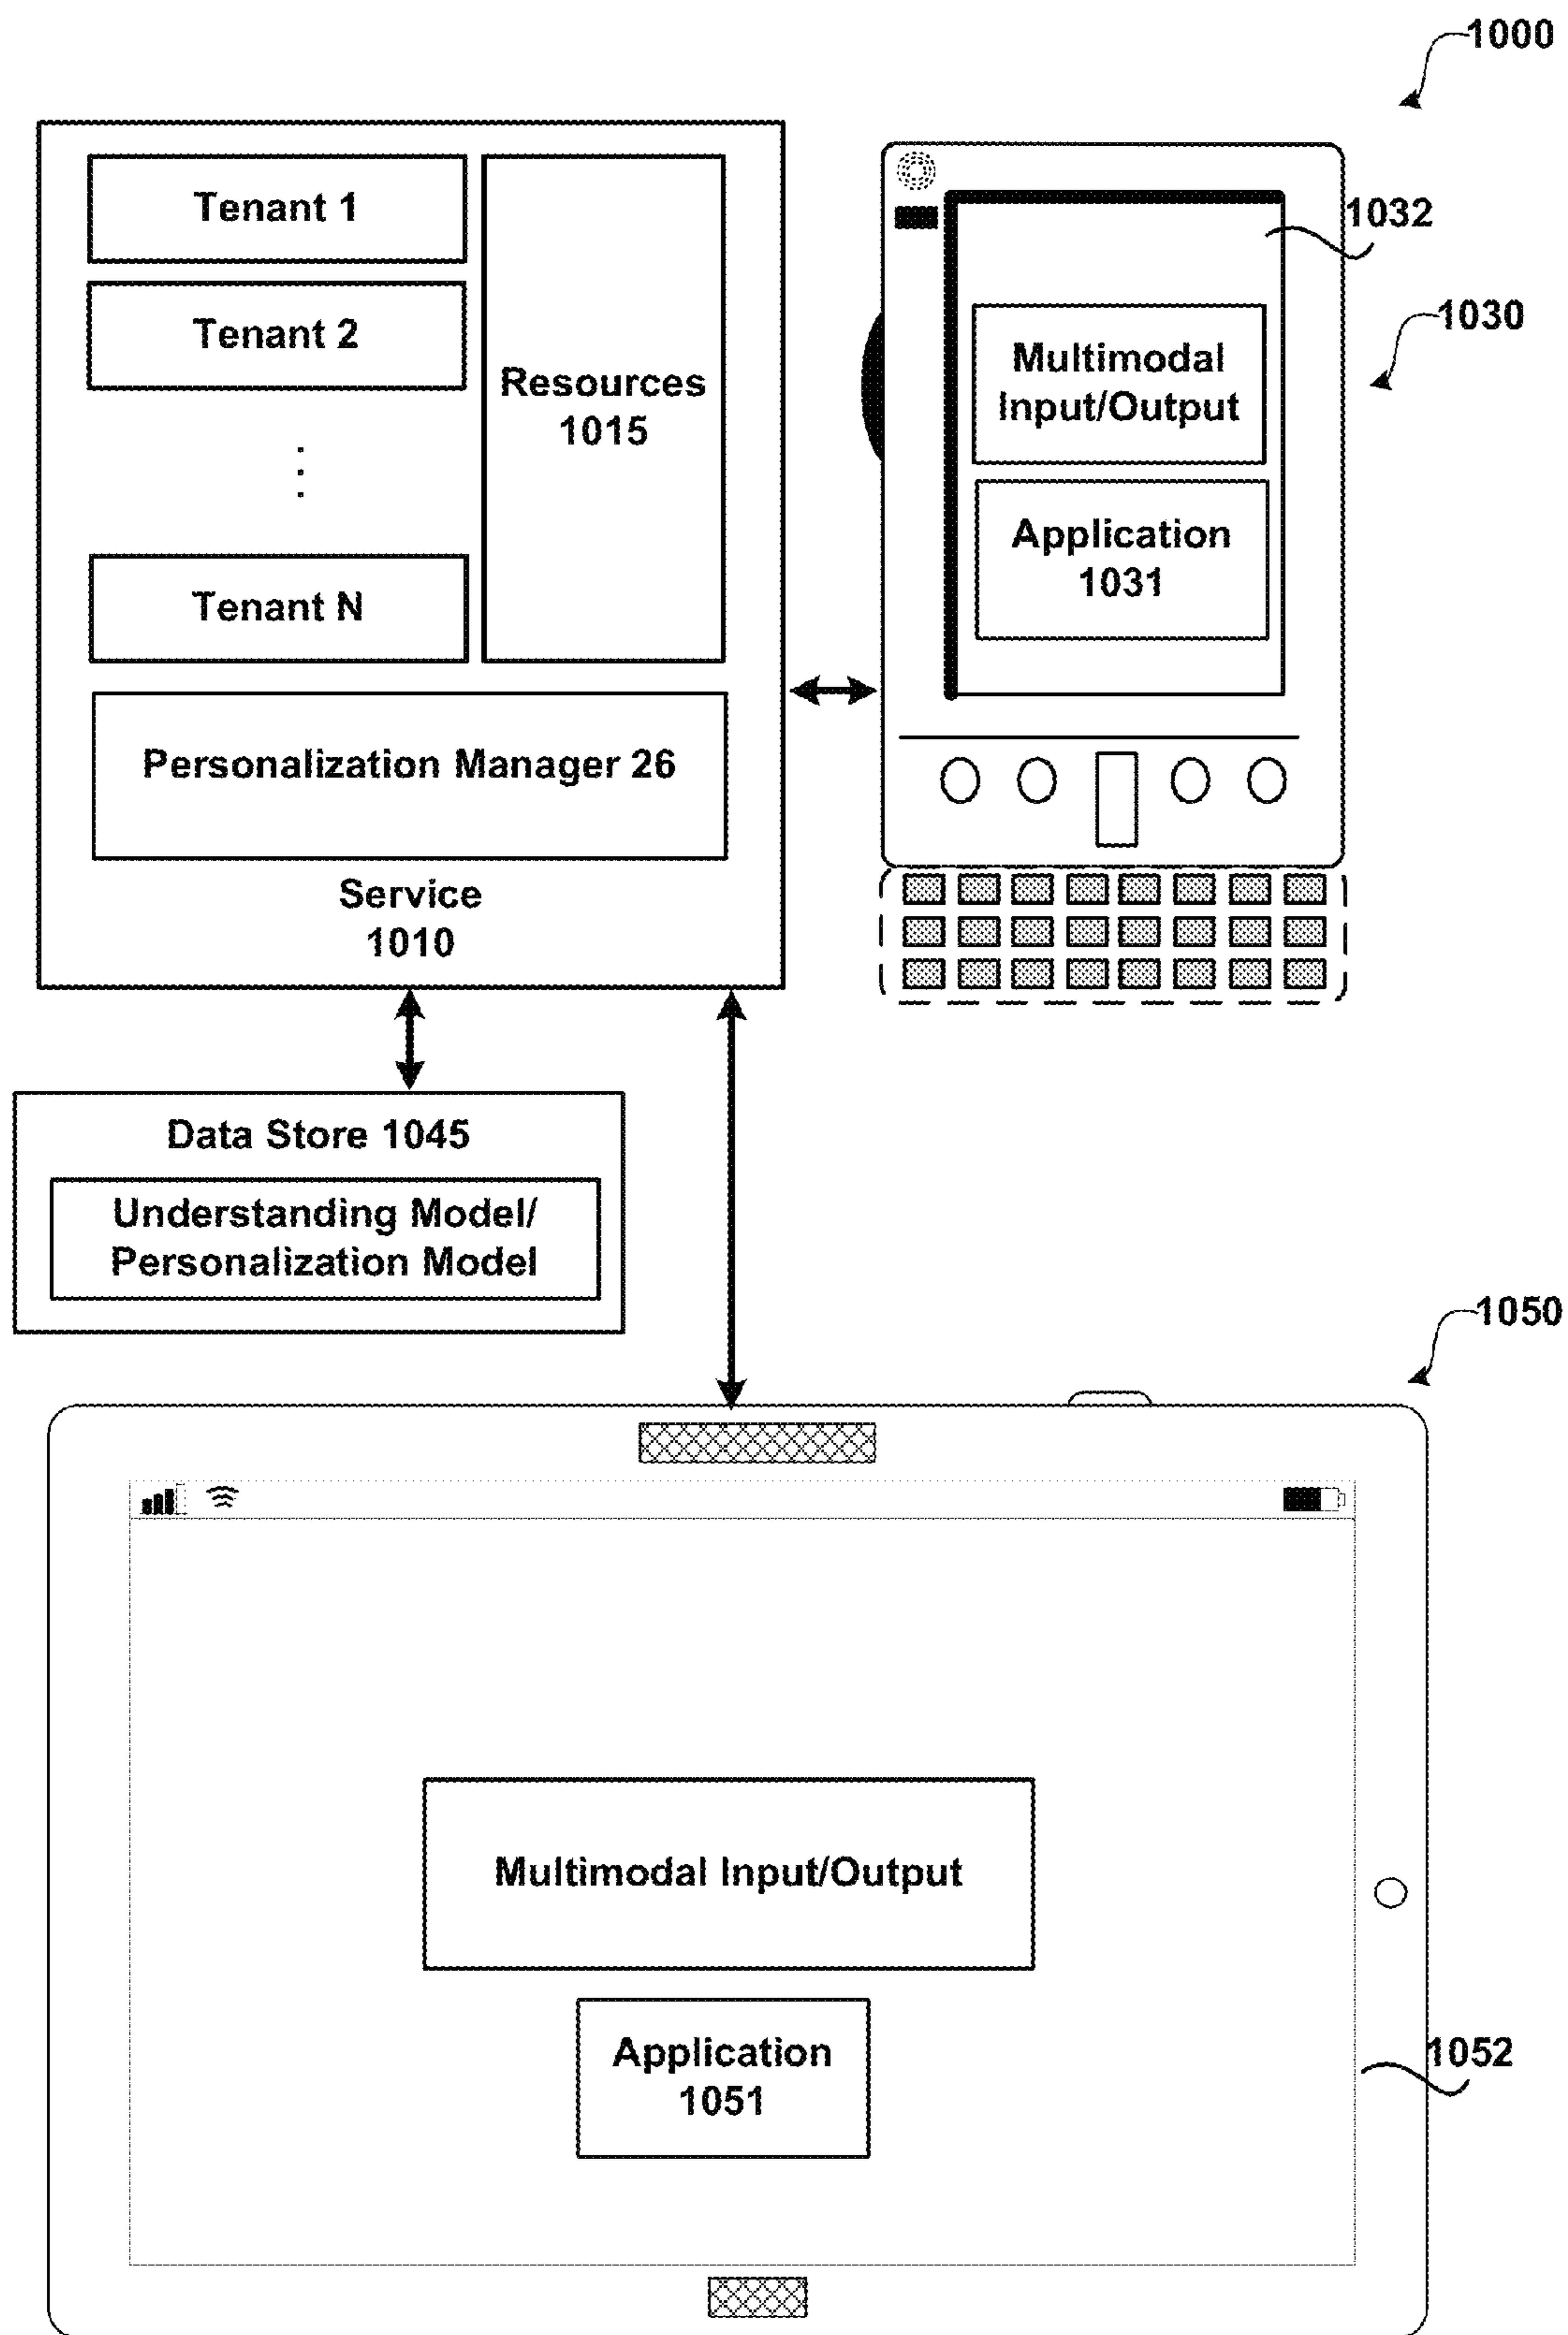 1000
Tenant 1
Tenant 2
Tenant N
Resources
1015
Personalization Manager 26
Service
1010
1032
1030
Multimodal
Input/Output
Application
1031
Data Store 1045
Understanding Model/
Personalization Model
1050
Multimodal Input/Output
Application
1051
1052